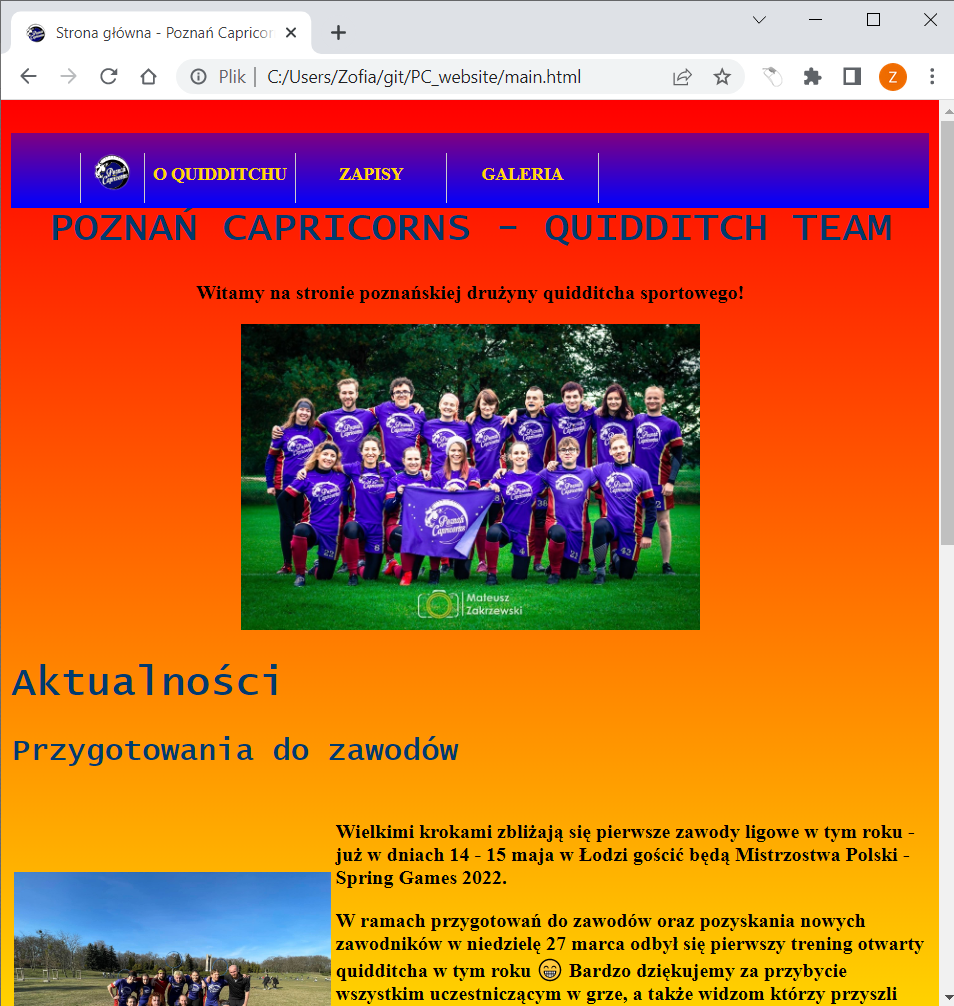 Strona główna - Poznań Capricor
Plik | C:/Users/Zofia/git/PC_website/main.html
Z
Poznań Capricorns
O QUIDDITCHU
ZAPISY
GALERIA
POZNAŃ CAPRICORNS - QUIDDITCH TEAM
Witamy na stronie poznańskiej drużyny quidditcha sportowego!
Poznań
Capricorns
Mateusz
Zakrzewski
Aktualności
Przygotowania do zawodów
Wielkimi krokami zbliżają się pierwsze zawody ligowe w tym roku -
już w dniach 14 - 15 maja w Łodzi gościć będą Mistrzostwa Polski -
Spring Games 2022.
W ramach przygotowań do zawodów oraz pozyskania nowych
zawodników w niedzielę 27 marca odbył się pierwszy trening otwarty
quidditcha w tym roku 😁 Bardzo dziękujemy za przybycie
wszystkim uczestniczącym w grze, a także widzom którzy przyszli